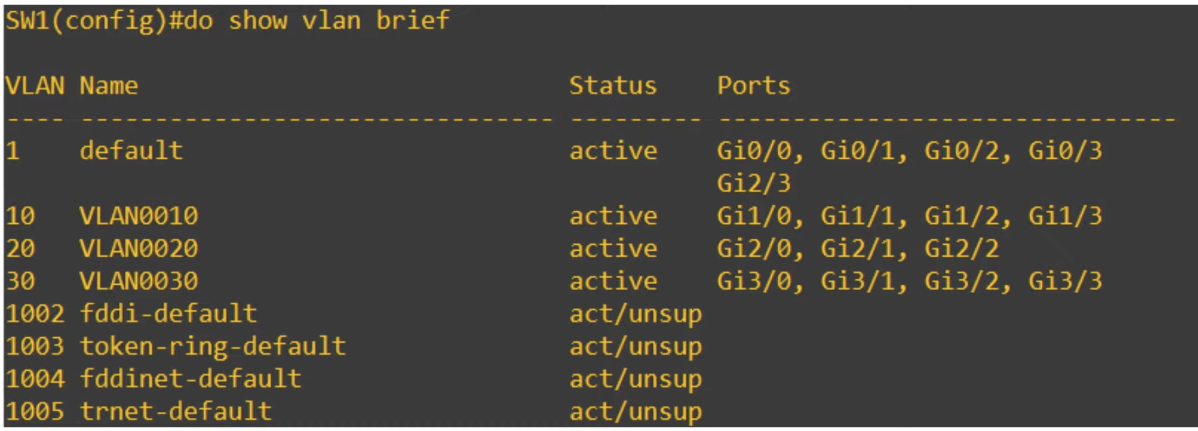 SW1(config)#do show vlan brief
VLAN Name                             Status    Ports
---- -------------------------------- --------- -------------------------------
1    default                          active    Gi0/0, Gi0/1, Gi0/2, Gi0/3
                                                Gi2/3
10   VLAN0010                         active    Gi1/0, Gi1/1, Gi1/2, Gi1/3
20   VLAN0020                         active    Gi2/0, Gi2/1, Gi2/2
30   VLAN0030                         active    Gi3/0, Gi3/1, Gi3/2, Gi3/3
1002 fddi-default                     act/unsup
1003 token-ring-default               act/unsup
1004 fddinet-default                  act/unsup
1005 trnet-default                    act/unsup